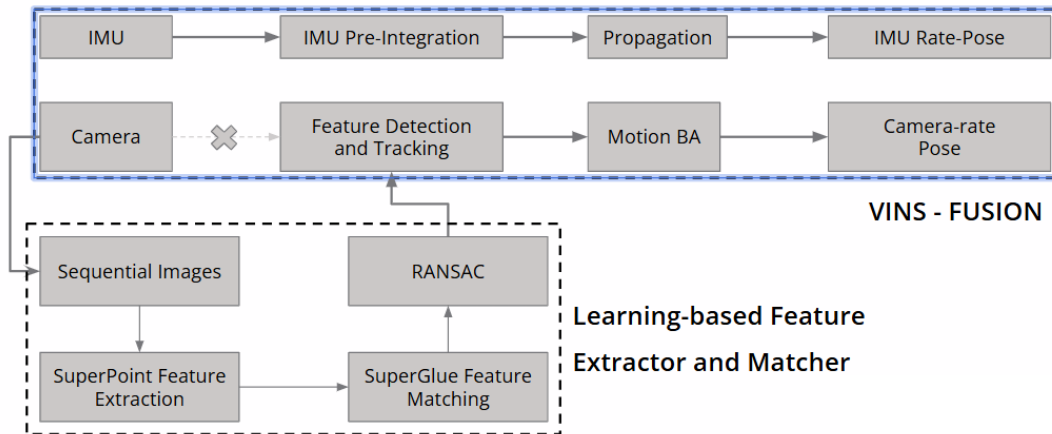 IMU
IMU Pre-Integration
Propagation
IMU Rate-Pose
Camera
Feature Detection
and Tracking
Motion BA
Camera-rate
Pose
VINS - FUSION
Sequential Images
RANSAC
Learning-based Feature
Extractor and Matcher
SuperPoint Feature
Extraction
SuperGlue Feature
Matching